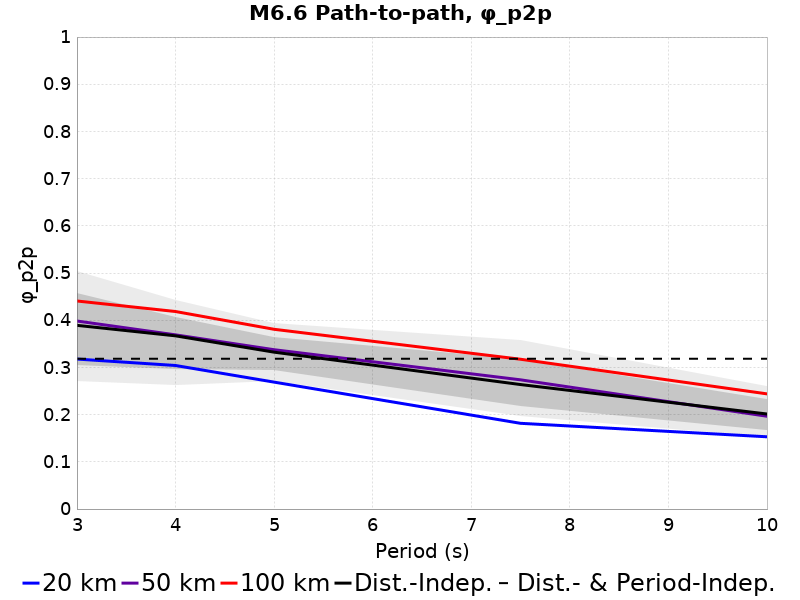 M6.6 Path-to-path, φ_p2p
1
0.9
0.8
0.7
0.6
0.5
0.4
0.3
0.2
0.1
0
φ_p2p
3 4 5 6 7 8 9 10
Period (s)
20 km 50 km 100 km Dist.-Indep. Dist.- & Period-Indep.